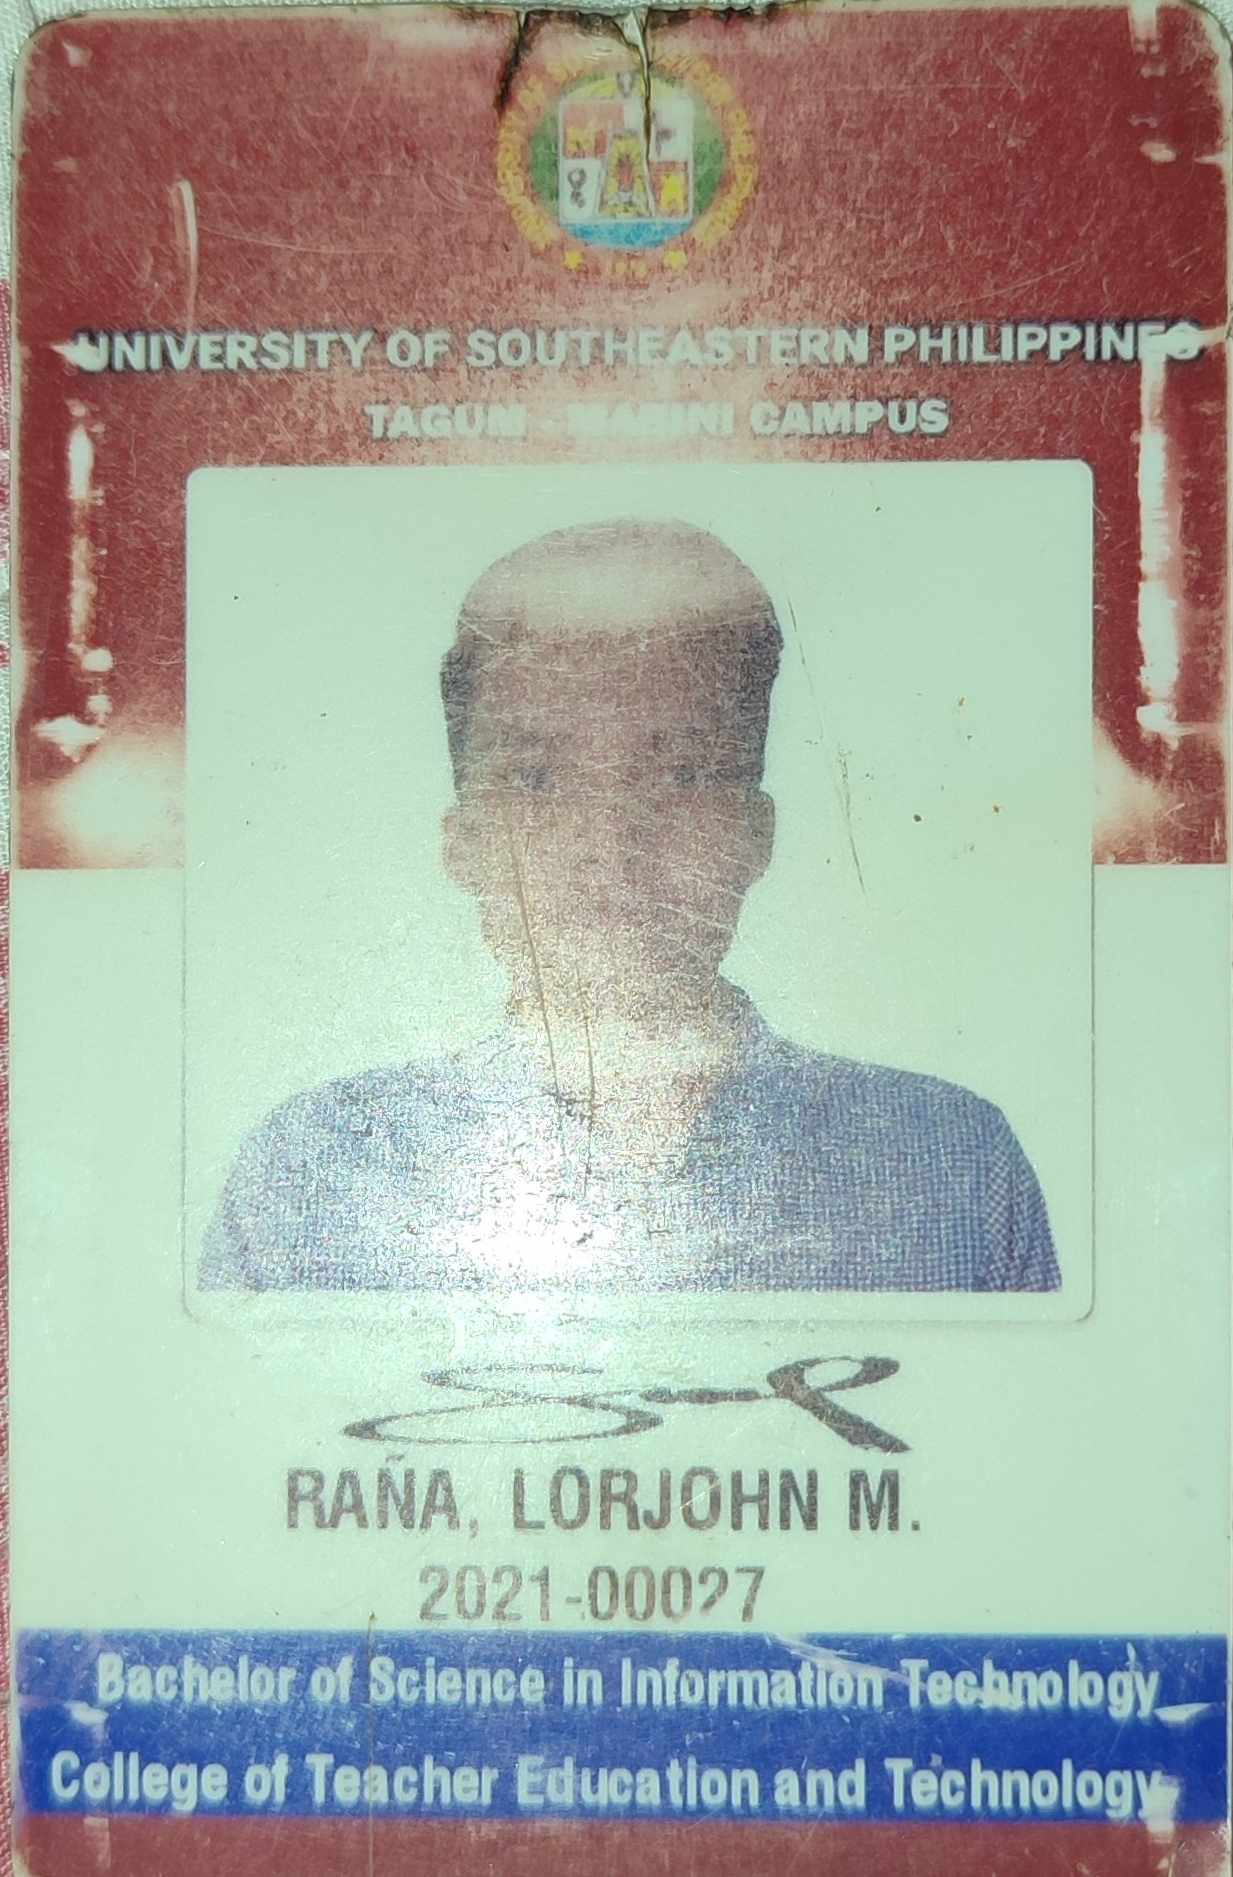 UNIVERSITY OF SOUTHEASTERN PHILIPPINES
TAGUM - MABINI CAMPUS
RAÑA, LORJOHN M.
2021-00027
Bachelor of Science in Information Technology
College of Teacher Education and Technology